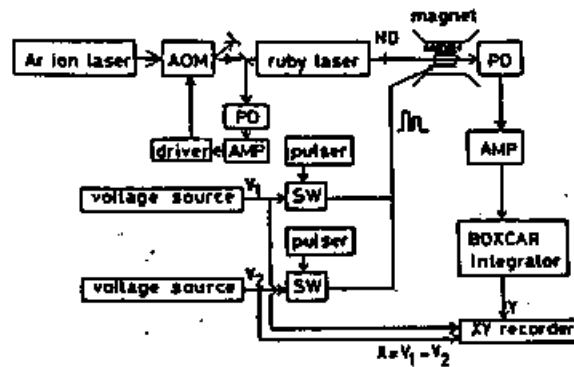 magnet
Ar ion laser
AOM
ruby laser
ND
PD
PD
driver
AMP
pulser
AMP
voltage source
V1
SW
pulser
BOXCAR
Integrator
voltage source
V2
SW
Y
XY recorder
X=V1-V2